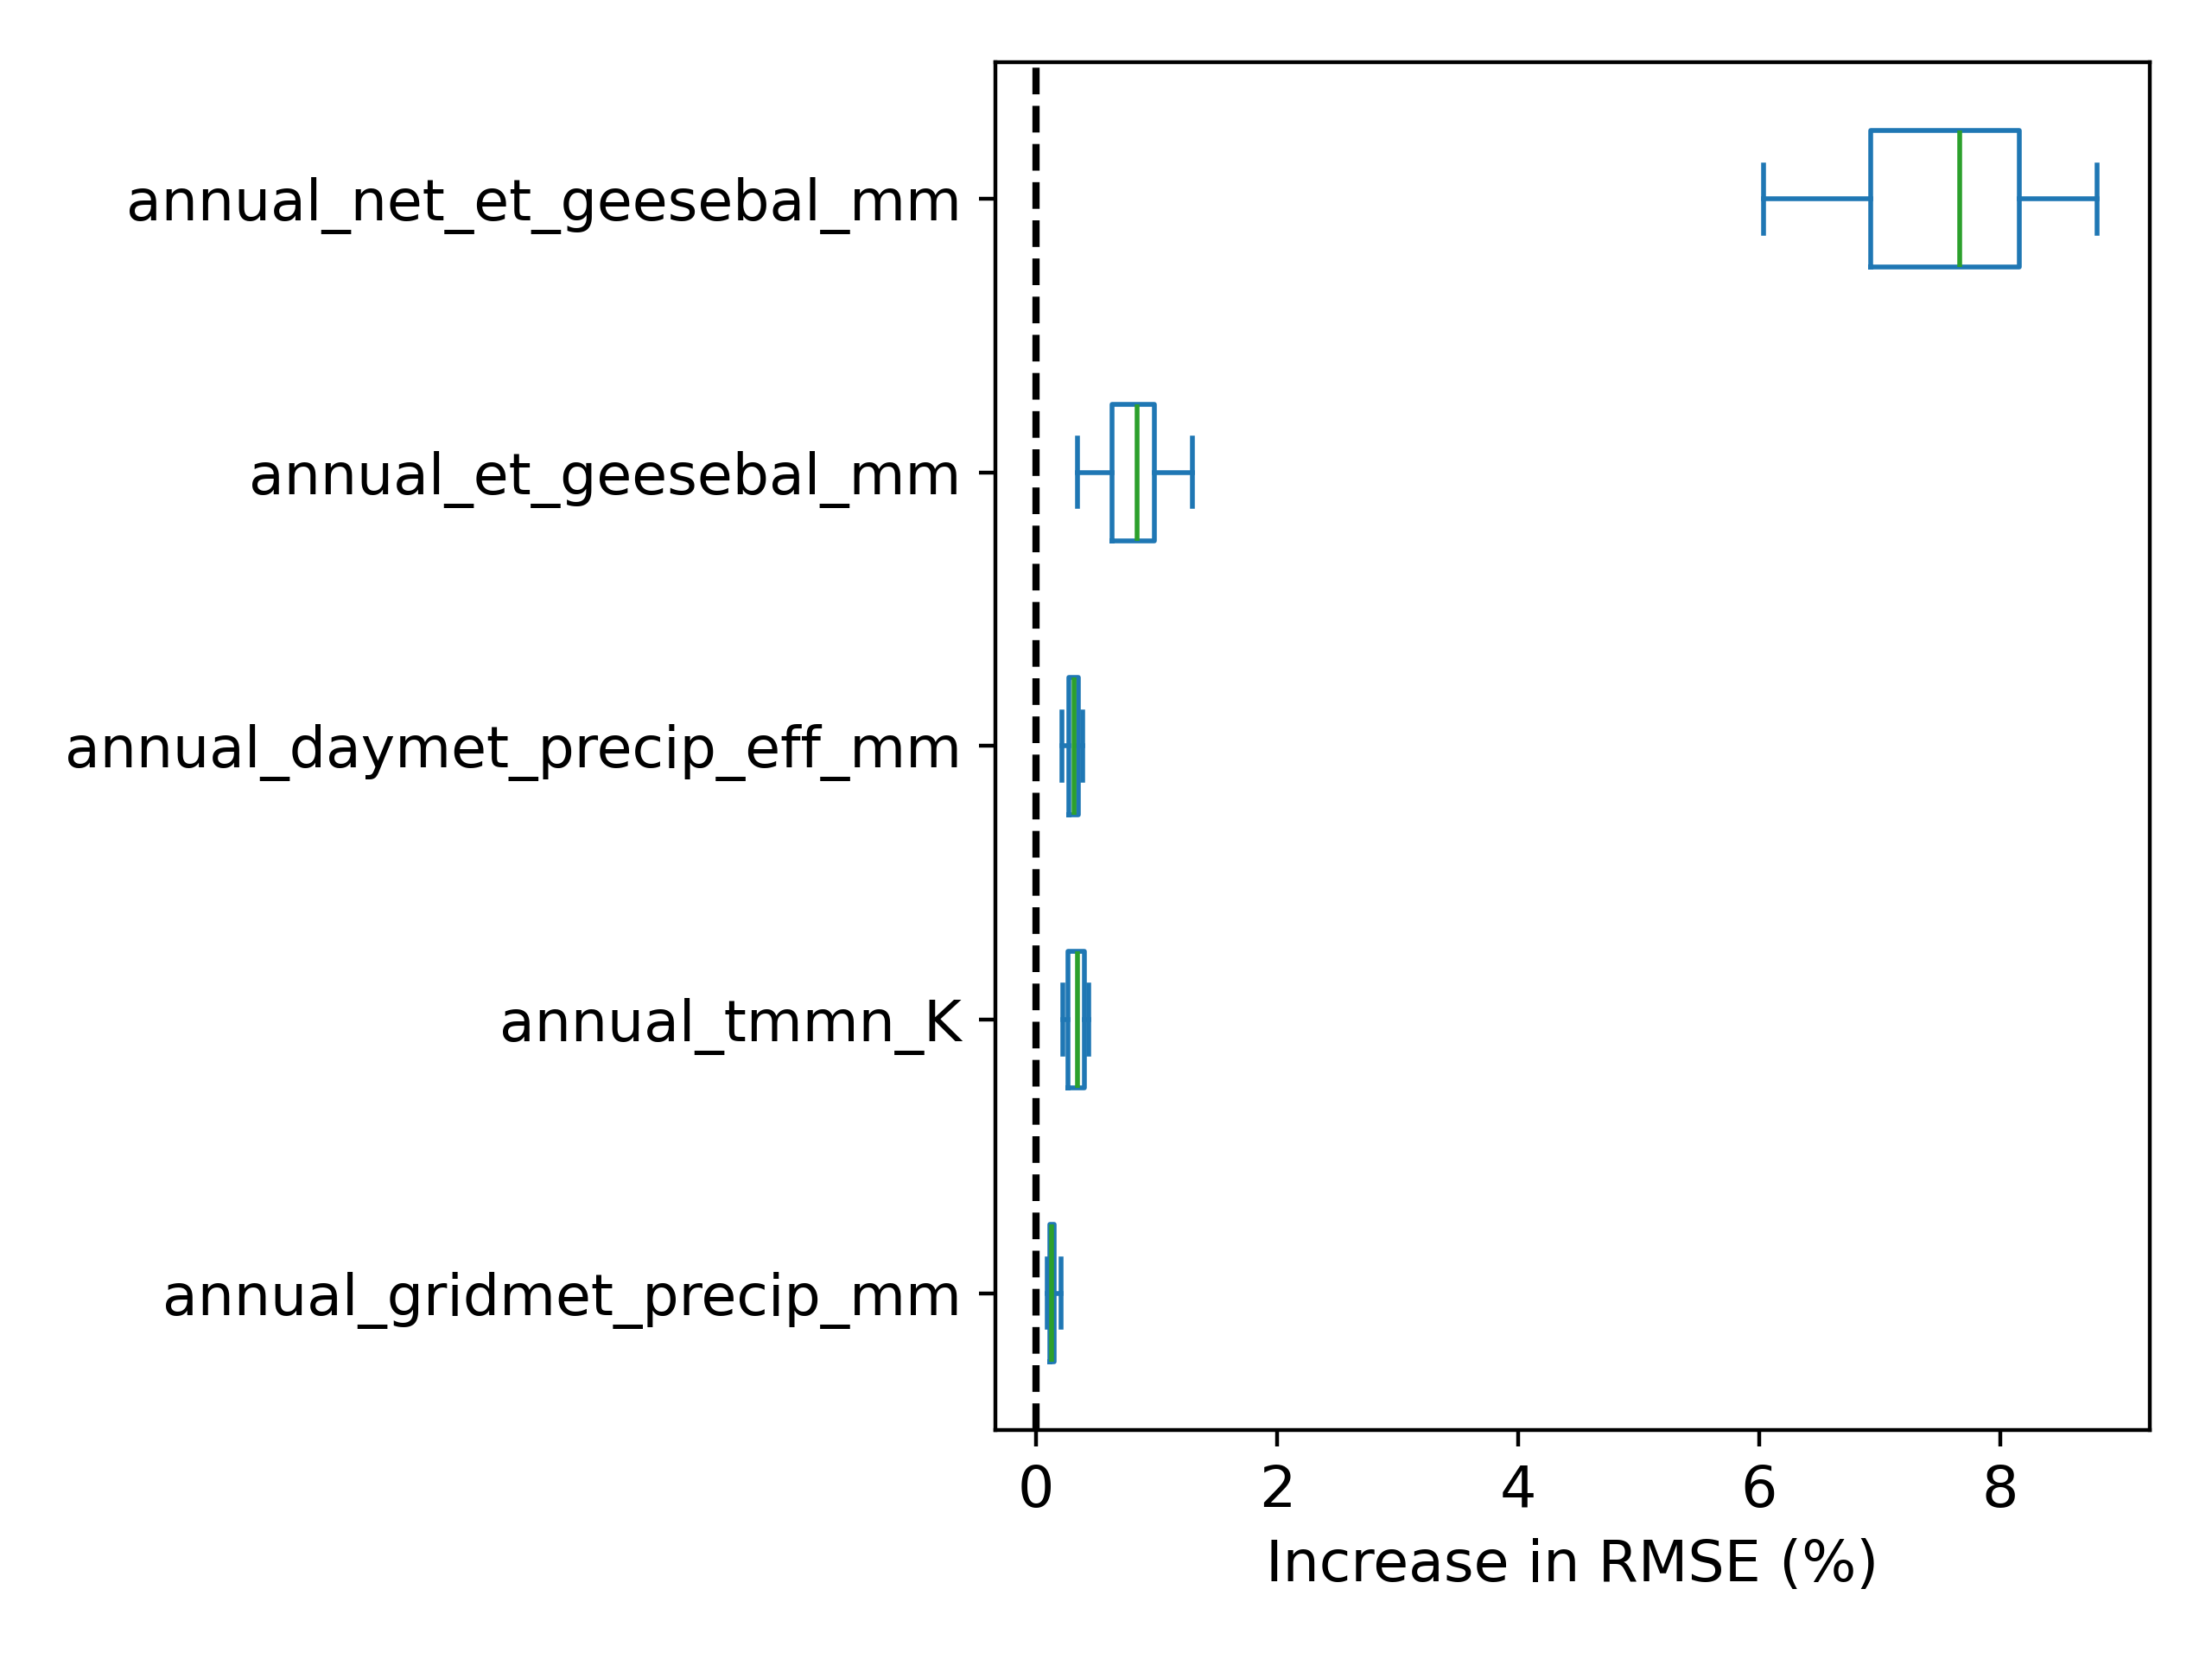 annual_net_et_geesebal_mm
annual_et_geesebal_mm
annual_daymet_precip_eff_mm
annual_tmmn_K
annual_gridmet_precip_mm
0 2 4 6 8
Increase in RMSE (%)